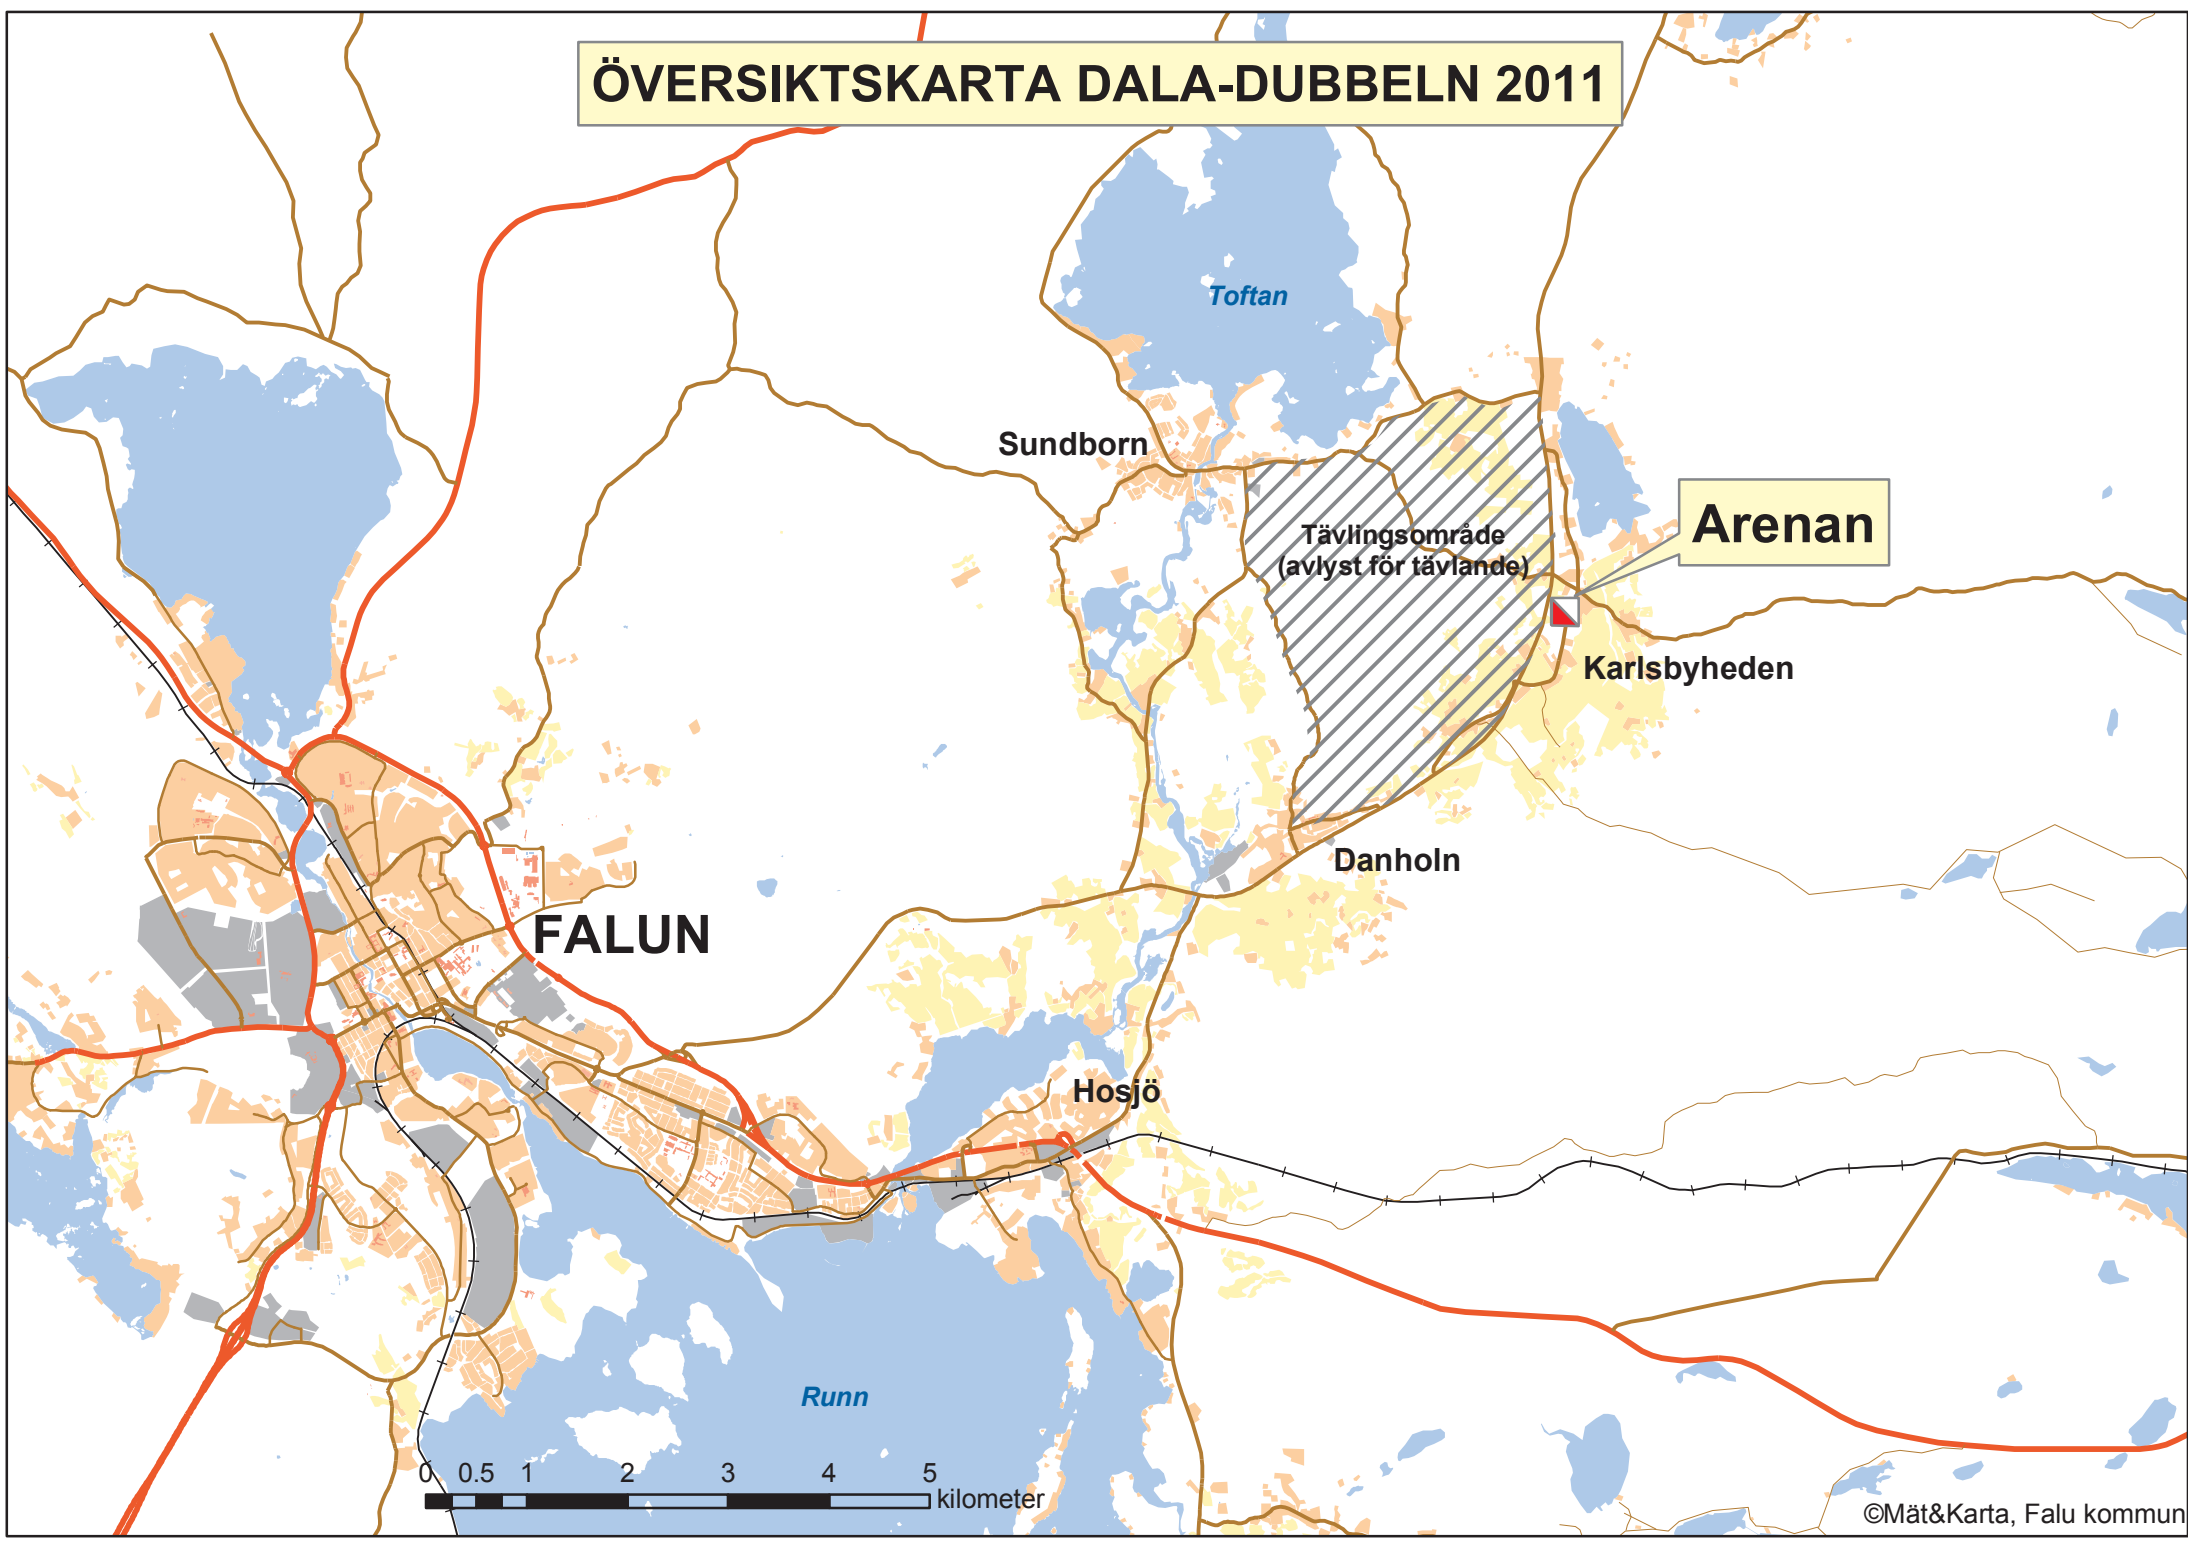 ÖVERSIKTSKARTA DALA-DUBBELN 2011
Toftan
Sundborn
Arenan
Tävlingsområde
(avlyst för tävlande)
Karlsbyheden
Danholn
FALUN
Hosjö
Runn
0 0.5 1 2 3 4 5
kilometer
©Mät&Karta, Falu kommun